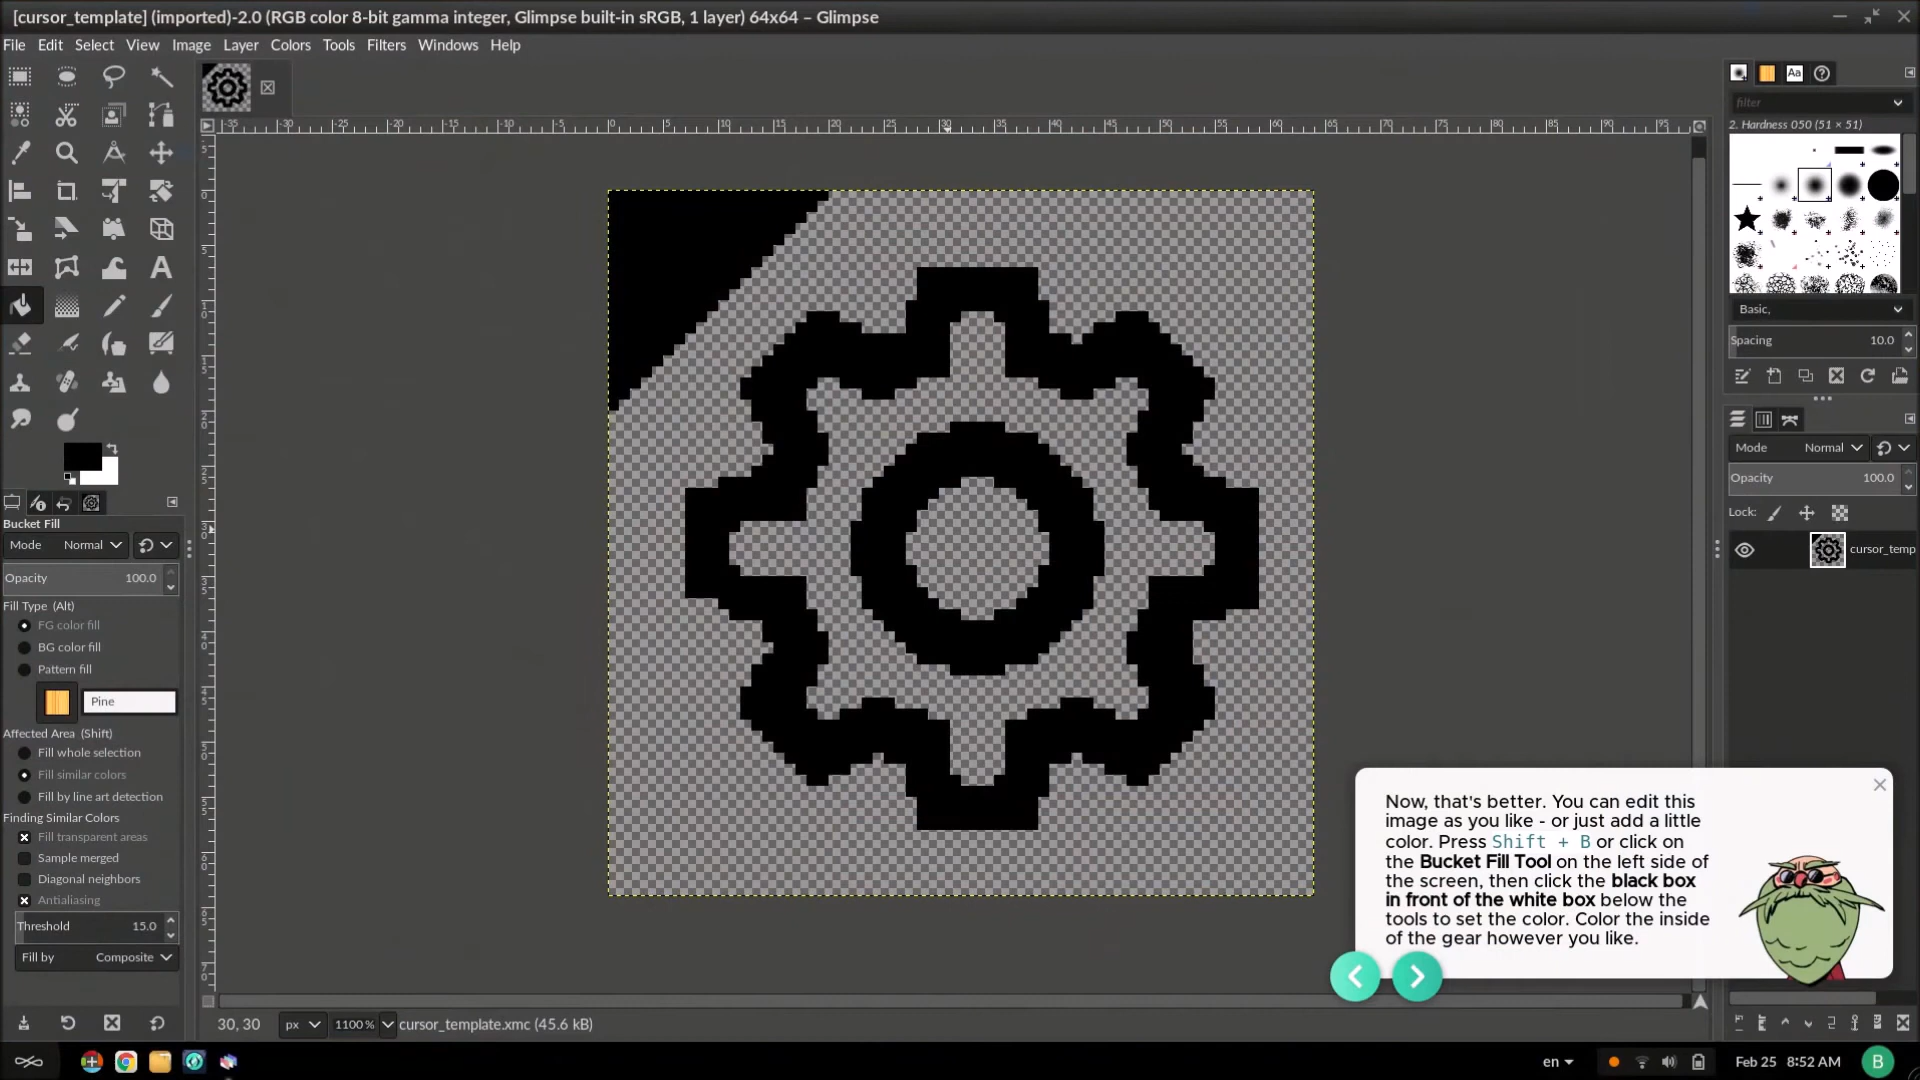 [cursor_template] (imported)-2.0 (RGB color 8-bit gamma integer, Glimpse built-in sRGB, 1 layer) 64x64 – Glimpse
File Edit Select View Image Layer Colors Tools Filters Windows Help
filter
2. Hardness 050 (51 × 51)
Basic,
Spacing 10.0
Mode Normal
Opacity 100.0
Lock:
cursor_temp
Bucket Fill
Mode Normal
Opacity 100.0
Fill Type (Alt)
FG color fill
BG color fill
Pattern fill
Pine
Affected Area (Shift)
Fill whole selection
Fill similar colors
Fill by line art detection
Finding Similar Colors
Fill transparent areas
Sample merged
Diagonal neighbors
Antialiasing
Threshold 15.0
Fill by Composite
Now, that's better. You can edit this
image as you like - or just add a little
color. Press Shift + B or click on
the Bucket Fill Tool on the left side of
the screen, then click the black box
in front of the white box below the
tools to set the color. Color the inside
of the gear however you like.
30, 30 px 1100 % cursor_template.xmc (45.6 kB)
en Feb 25 8:52 AM B